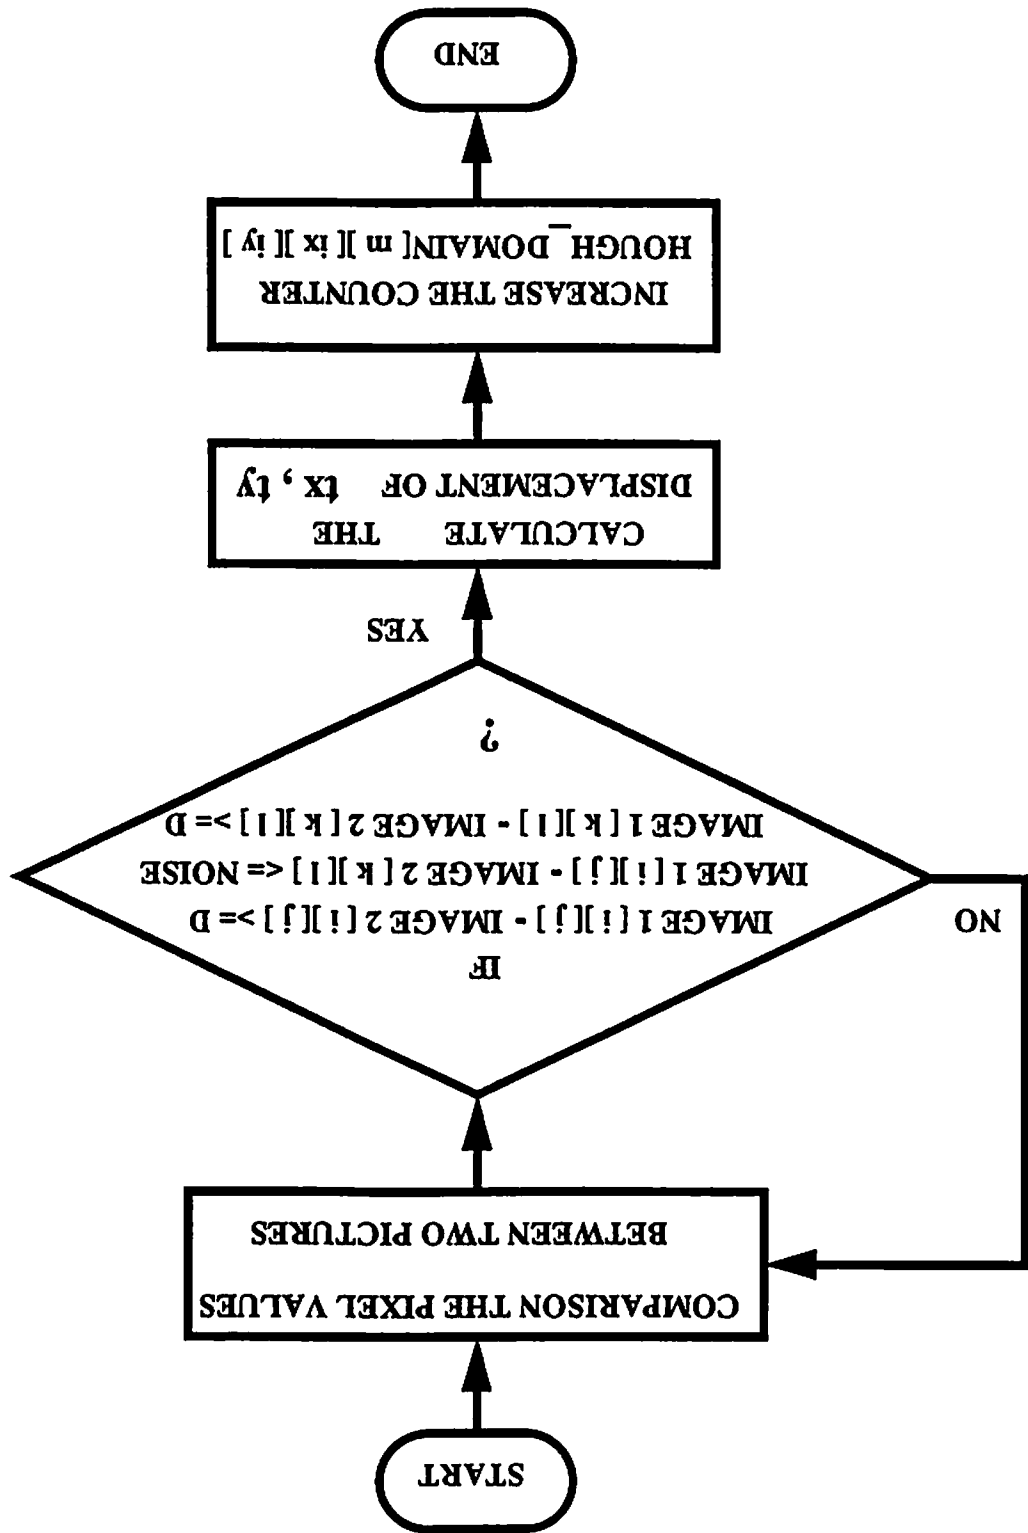 START
COMPARISON THE PIXEL VALUES
BETWEEN TWO PICTURES
IF
IMAGE 1 [ i ][ j ] - IMAGE 2 [ i ][ j ] >= D
IMAGE 1 [ i ][ j ] - IMAGE 2 [ k ][ l ] <= NOISE
IMAGE 1 [ k ][ l ] - IMAGE 2 [ k ][ l ] >= D
?
NO
YES
CALCULATE THE
DISPLACEMENT OF tx , ty
INCREASE THE COUNTER
HOUGH_DOMAIN[ m ][ ix ][ iy ]
END